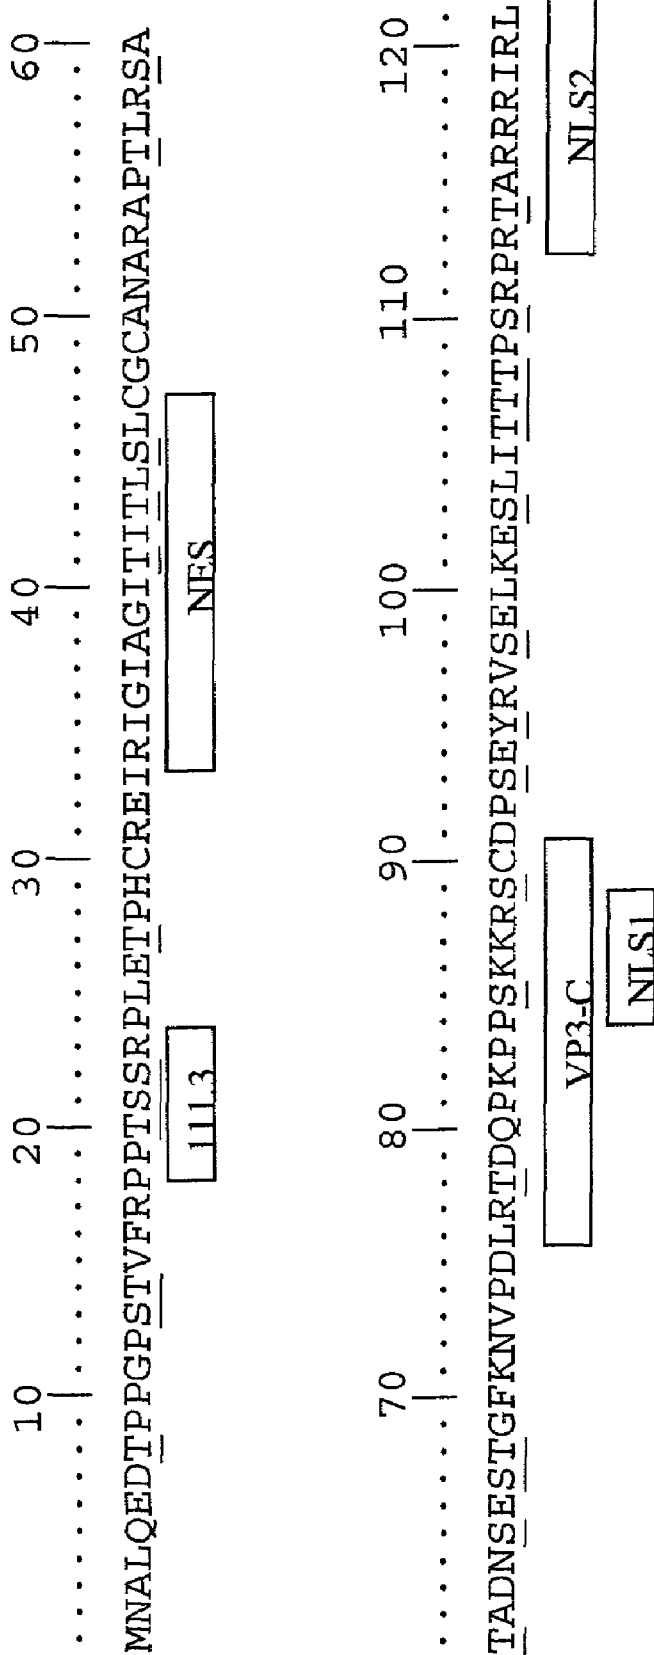 10 20 30 40 50 60
MNALQEDTPPGPSTVFRPPTSSRPLETPHCREIRIGIAGITITLSLCGCANARAPTLRSA
111.3 NES
70 80 90 100 110 120
TADNSESTGFKNVPDLRTDQPKPPSKKRSCDPSEYRVSELKESLITTTPSRPRTARRRIRL
VP3-C NLS2
NLS1